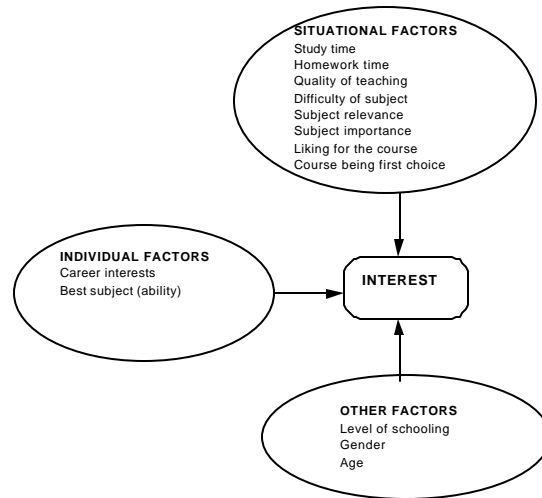 SITUATIONAL FACTORS
Study time
Homework time
Quality of teaching
Difficulty of subject
Subject relevance
Subject importance
Liking for the course
Course being first choice
INDIVIDUAL FACTORS
Career interests
Best subject (ability)
INTEREST
OTHER FACTORS
Level of schooling
Gender
Age